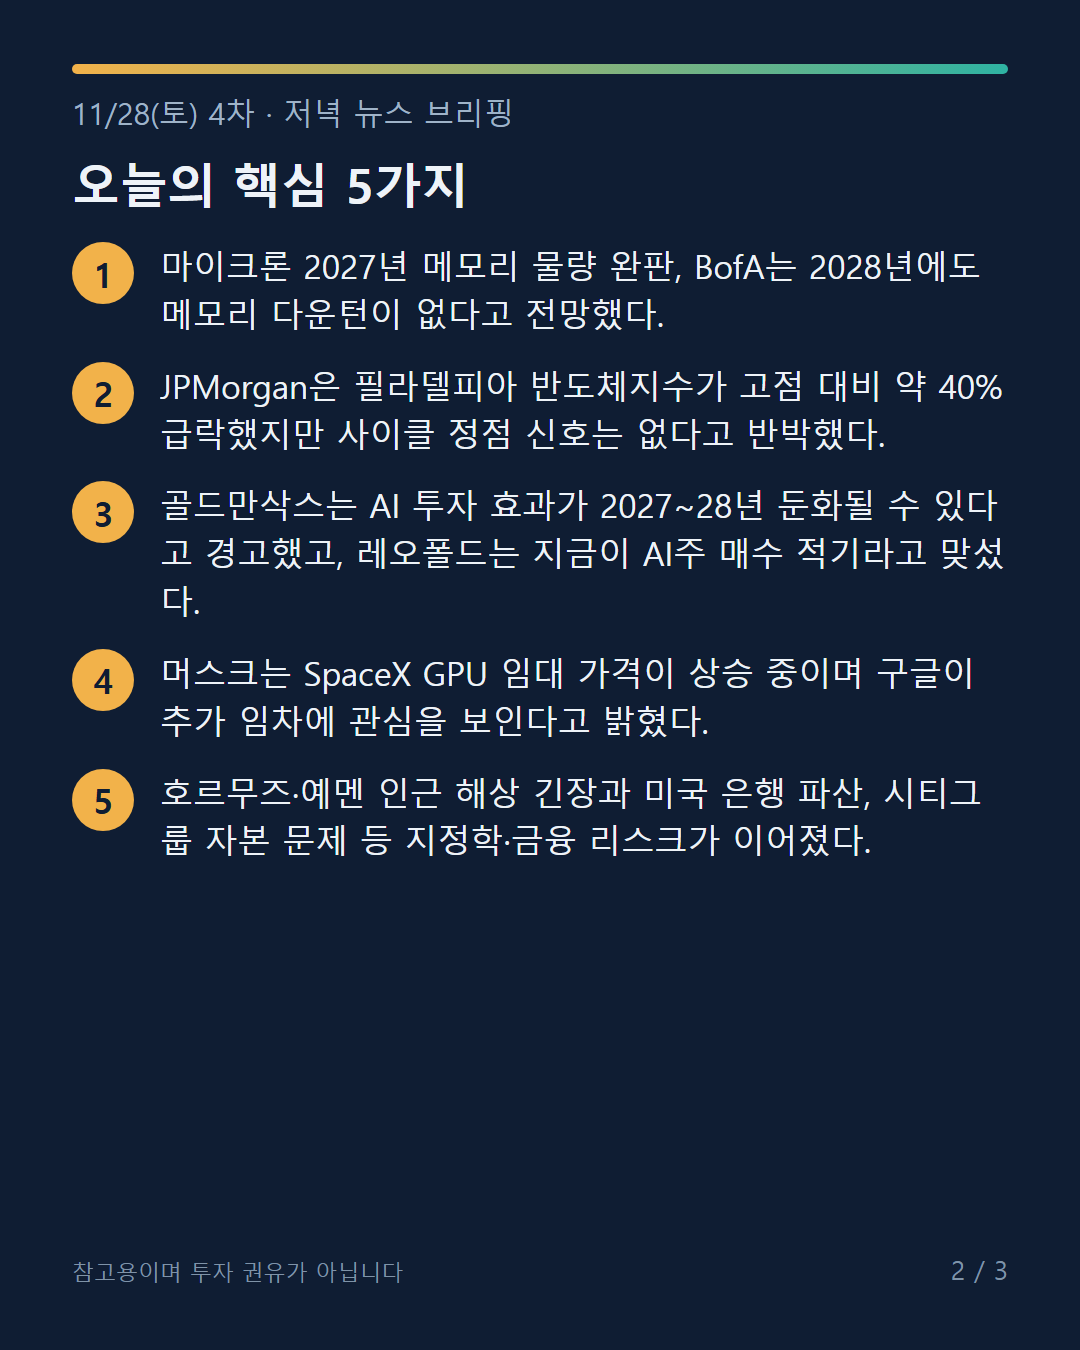 11/28(토) 4차 · 저녁 뉴스 브리핑
오늘의 핵심 5가지
1 마이크론 2027년 메모리 물량 완판, BofA는 2028년에도
메모리 다운턴이 없다고 전망했다.
2 JPMorgan은 필라델피아 반도체지수가 고점 대비 약 40%
급락했지만 사이클 정점 신호는 없다고 반박했다.
3 골드만삭스는 AI 투자 효과가 2027~28년 둔화될 수 있다
고 경고했고, 레오폴드는 지금이 AI주 매수 적기라고 맞섰
다.
4 머스크는 SpaceX GPU 임대 가격이 상승 중이며 구글이
추가 임차에 관심을 보인다고 밝혔다.
5 호르무즈·예멘 인근 해상 긴장과 미국 은행 파산, 시티그
룹 자본 문제 등 지정학·금융 리스크가 이어졌다.
참고용이며 투자 권유가 아닙니다
2 / 3